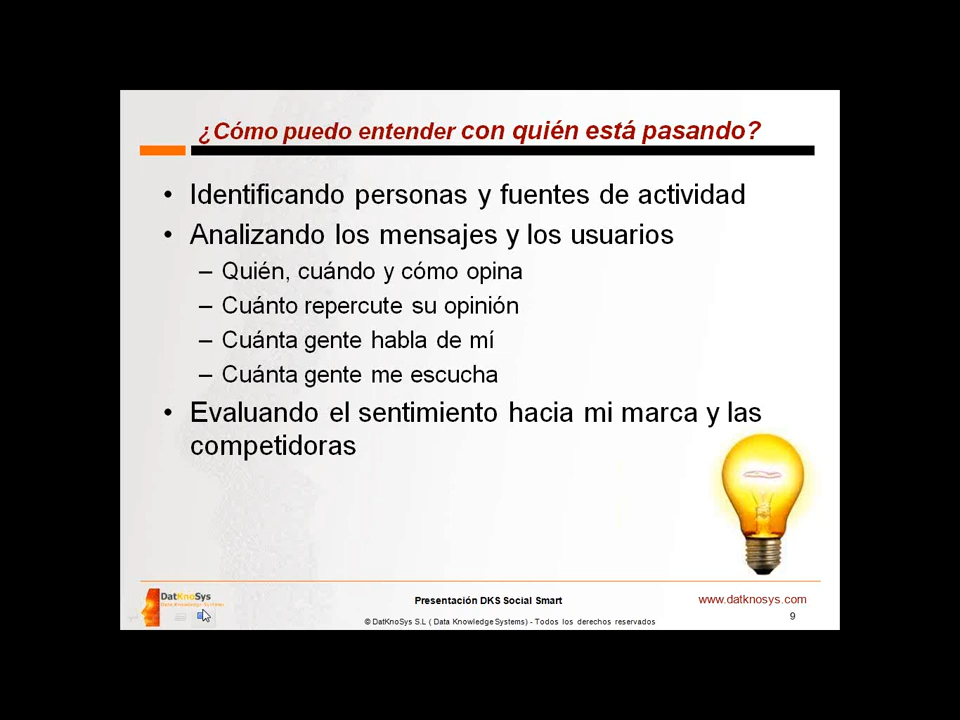 ¿Cómo puedo entender con quién está pasando?
• Identificando personas y fuentes de actividad
• Analizando los mensajes y los usuarios
– Quién, cuándo y cómo opina
– Cuánto repercute su opinión
– Cuánta gente habla de mí
– Cuánta gente me escucha
• Evaluando el sentimiento hacia mi marca y las
competidoras
DatKnoSys
Data Knowledge Systems
Presentación DKS Social Smart
www.datknosys.com
© DatKnoSys S.L ( Data Knowledge Systems) - Todos los derechos reservados
9